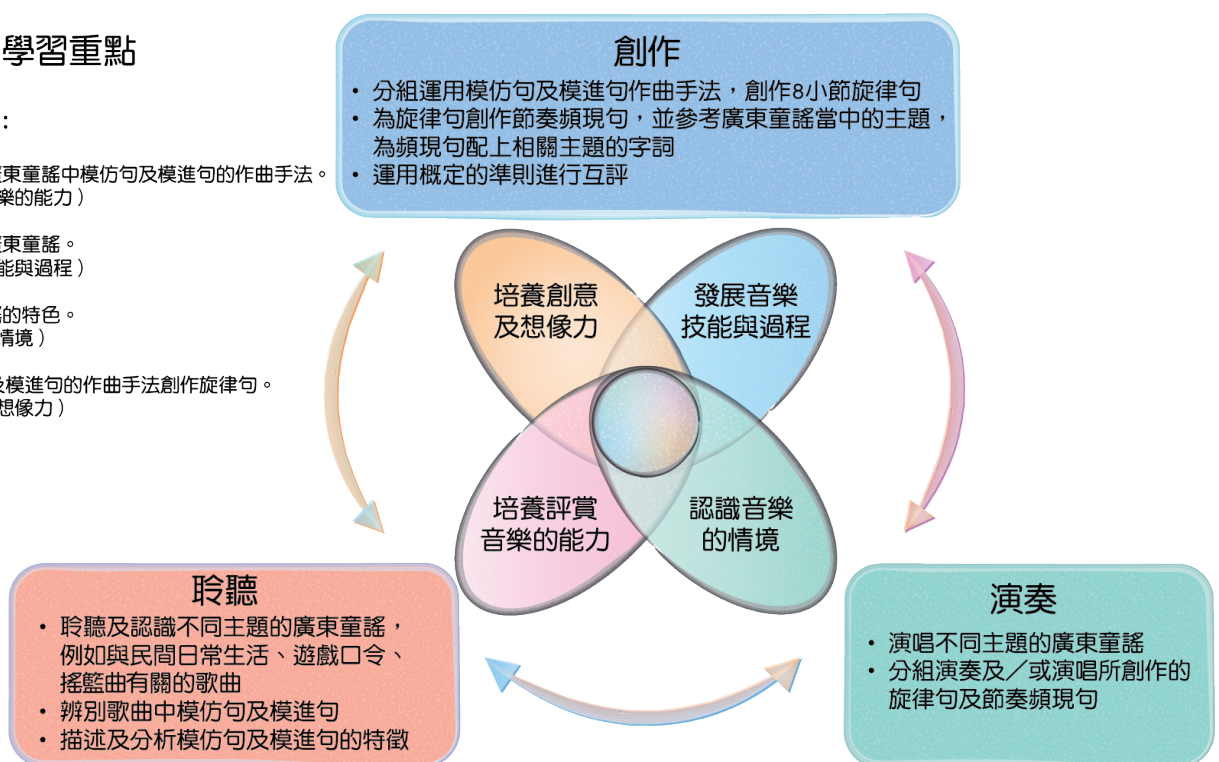 學習重點
：
東童謠中模仿句及模進句的作曲手法。
樂的能力）
東童謠。
能與過程）
的特色。
情境）
模進句的作曲手法創作旋律句。
想像力）
創作
• 分組運用模仿句及模進句作曲手法，創作8小節旋律句
• 為旋律句創作節奏頻現句，並參考廣東童謠當中的主題，
為頻現句配上相關主題的字詞
• 運用概定的準則進行互評
培養創意
及想像力
發展音樂
技能與過程
培養評賞
音樂的能力
認識音樂
的情境
聆聽
• 聆聽及認識不同主題的廣東童謠，
例如與民間日常生活、遊戲口令、
搖籃曲有關的歌曲
• 辨別歌曲中模仿句及模進句
• 描述及分析模仿句及模進句的特徵
演奏
• 演唱不同主題的廣東童謠
• 分組演奏及／或演唱所創作的
旋律句及節奏頻現句